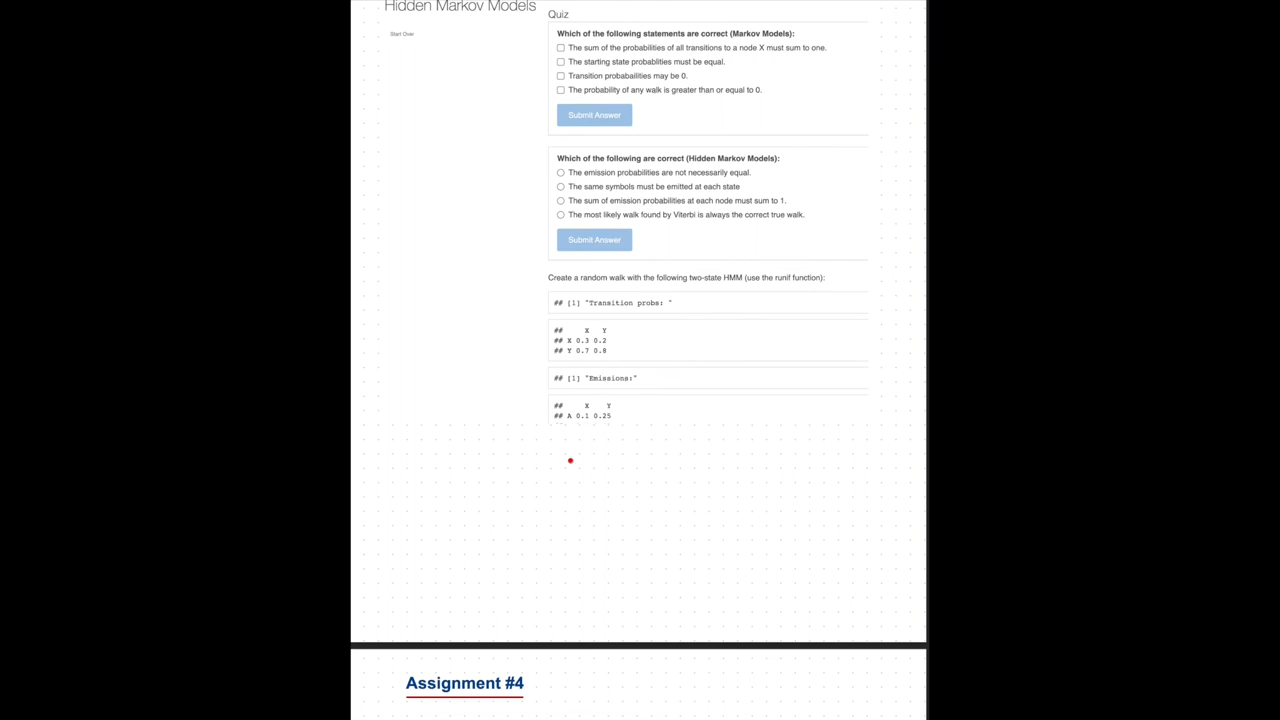 Hidden Markov Models
Start Over
Quiz
Which of the following statements are correct (Markov Models):
The sum of the probabilities of all transitions to a node X must sum to one.
The starting state probablities must be equal.
Transition probabailities may be 0.
The probability of any walk is greater than or equal to 0.
Submit Answer
Which of the following are correct (Hidden Markov Models):
The emission probabilities are not necessarily equal.
The same symbols must be emitted at each state
The sum of emission probabilities at each node must sum to 1.
The most likely walk found by Viterbi is always the correct true walk.
Submit Answer
Create a random walk with the following two-state HMM (use the runif function):
## [1] "Transition probs: "
## X Y
## X 0.3 0.2
## Y 0.7 0.8
## [1] "Emissions:"
## X Y
## A 0.1 0.25
Assignment #4